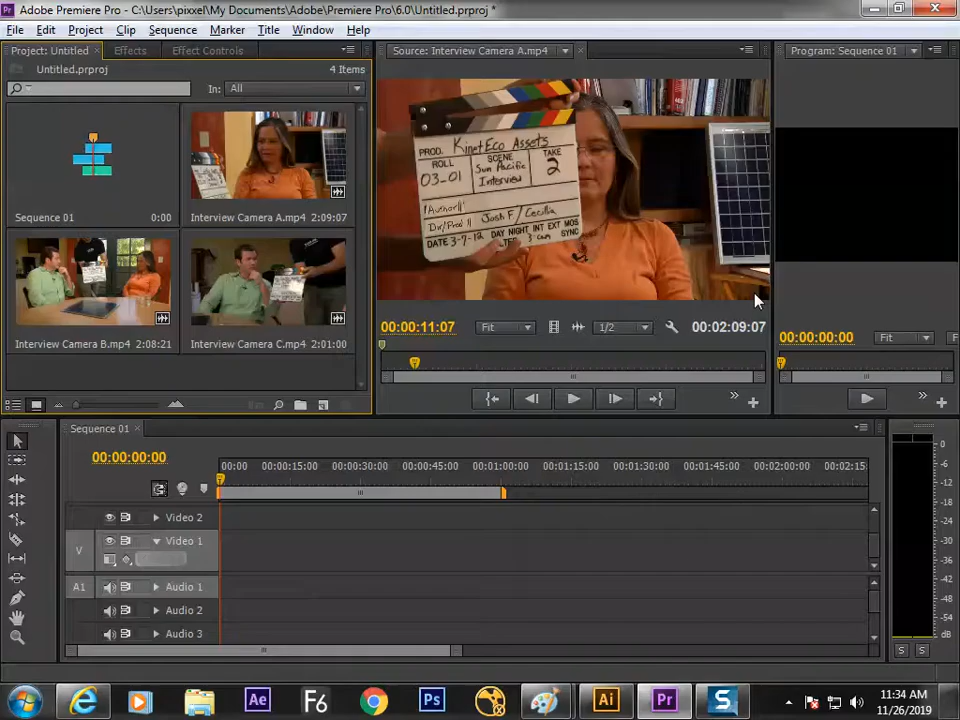 Adobe Premiere Pro - C:\Users\pixxel\My Documents\Adobe\Premiere Pro\6.0\Untitled.prproj *
File Edit Project Clip Sequence Marker Title Window Help
Project: Untitled Effects Effect Controls
Source: Interview Camera A.mp4
Program: Sequence 01
Untitled.prproj
4 Items
In: All
Sequence 01 0:00
Interview Camera A.mp4 2:09:07
Interview Camera B.mp4 2:08:21
Interview Camera C.mp4 2:01:00
PROD. KinetEco Assets
ROLL SCENE TAKE
03-01 Sun Pacific Interview 2
Josh F/Cecilia
DATE 3-7-12 DAY NIGHT INT EXT MOS
SYNC
00:00:11:07 Fit 1/2 00:02:09:07
00:00:00:00 Fit
Sequence 01
00:00:00:00
00:00 00:00:15:00 00:00:30:00 00:00:45:00 00:01:00:00 00:01:15:00 00:01:30:00 00:01:45:00 00:02:00:00 00:02:15:
Video 2
V Video 1
A1 Audio 1
Audio 2
Audio 3
0
-6
-12
-18
-24
-30
-36
-42
-48
-54
dB
S S
Ae F6 Ps Ai Pr S
11:34 AM
11/26/2019